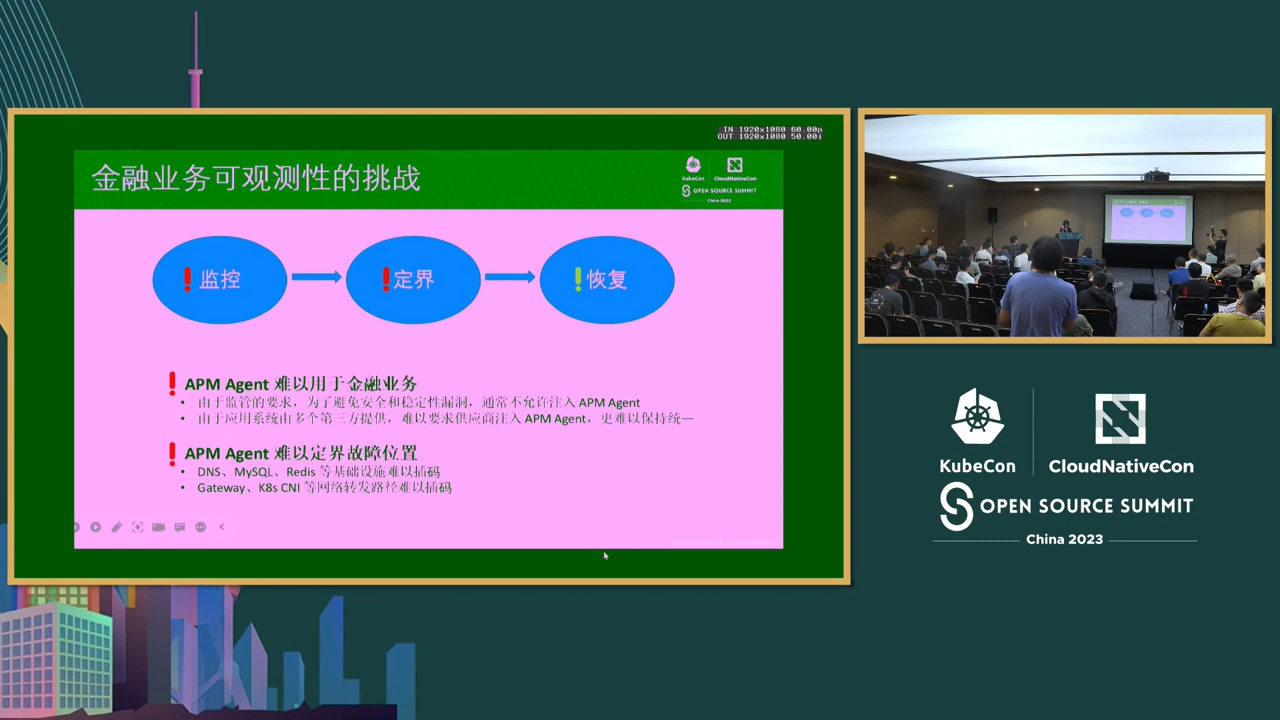 IN 1920x1080 60.00p
OUT 1920x1080 50.00i
金融业务可观测性的挑战
KubeCon
CloudNativeCon
OPEN SOURCE SUMMIT
China 2023
! 监控
! 定界
! 恢复
! APM Agent 难以用于金融业务
• 由于监管的要求，为了避免安全和稳定性漏洞，通常不允许注入 APM Agent
• 由于应用系统由多个第三方提供，难以要求供应商注入 APM Agent，更难以保持统一
! APM Agent 难以定界故障位置
• DNS、MySQL、Redis 等基础设施难以插码
• Gateway、K8s CNI 等网络转发路径难以插码
KubeCon
CloudNativeCon
OPEN SOURCE SUMMIT
China 2023